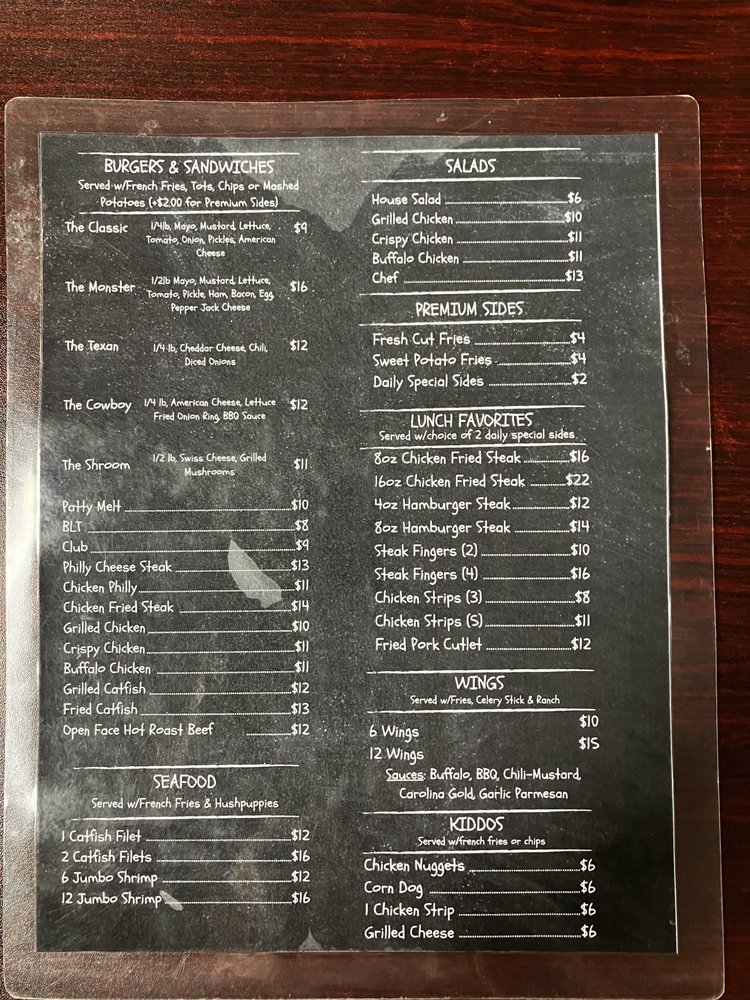 BURGERS & SANDWICHES
Served w/French Fries, Tots, Chips or Mashed
Potatoes (+$2.00 for Premium Sides)
The Classic 1/4lb, Mayo, Mustard, Lettuce, $9
Tomato, Onion, Pickles, American
Cheese
The Monster 1/2lb Mayo, Mustard, Lettuce, $16
Tomato, Pickle, Ham, Bacon, Egg,
Pepper Jack Cheese
The Texan 1/4 lb, Cheddar Cheese, Chili, $12
Diced Onions
The Cowboy 1/4 lb, American Cheese, Lettuce $12
Fried Onion Ring, BBQ Sauce
The Shroom 1/2 lb, Swiss Cheese, Grilled $11
Mushrooms
Patty Melt $10
BLT $8
Club $9
Philly Cheese Steak $13
Chicken Philly $11
Chicken Fried Steak $14
Grilled Chicken $10
Crispy Chicken $11
Buffalo Chicken $11
Grilled Catfish $12
Fried Catfish $13
Open Face Hot Roast Beef $12
SEAFOOD
Served w/French Fries & Hushpuppies
1 Catfish Filet $12
2 Catfish Filets $16
6 Jumbo Shrimp $12
12 Jumbo Shrimp $16
SALADS
House Salad $6
Grilled Chicken $10
Crispy Chicken $11
Buffalo Chicken $11
Chef $13
PREMIUM SIDES
Fresh Cut Fries $4
Sweet Potato Fries $4
Daily Special Sides $2
LUNCH FAVORITES
Served w/choice of 2 daily special sides
8oz Chicken Fried Steak $16
16oz Chicken Fried Steak $22
4oz Hamburger Steak $12
8oz Hamburger Steak $14
Steak Fingers (2) $10
Steak Fingers (4) $16
Chicken Strips (3) $8
Chicken Strips (5) $11
Fried Pork Cutlet $12
WINGS
Served w/Fries, Celery Stick & Ranch
6 Wings $10
12 Wings $15
Sauces: Buffalo, BBQ, Chili-Mustard,
Carolina Gold, Garlic Parmesan
KIDDOS
Served w/french fries or chips
Chicken Nuggets $6
Corn Dog $6
1 Chicken Strip $6
Grilled Cheese $6